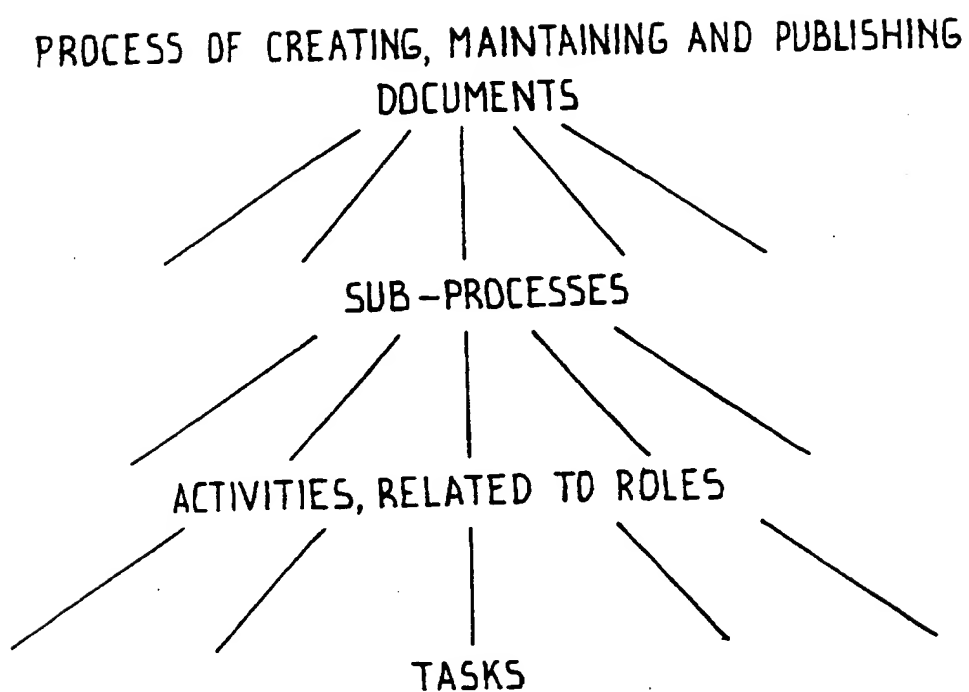 PROCESS OF CREATING, MAINTAINING AND PUBLISHING
DOCUMENTS
SUB-PROCESSES
ACTIVITIES, RELATED TO ROLES
TASKS